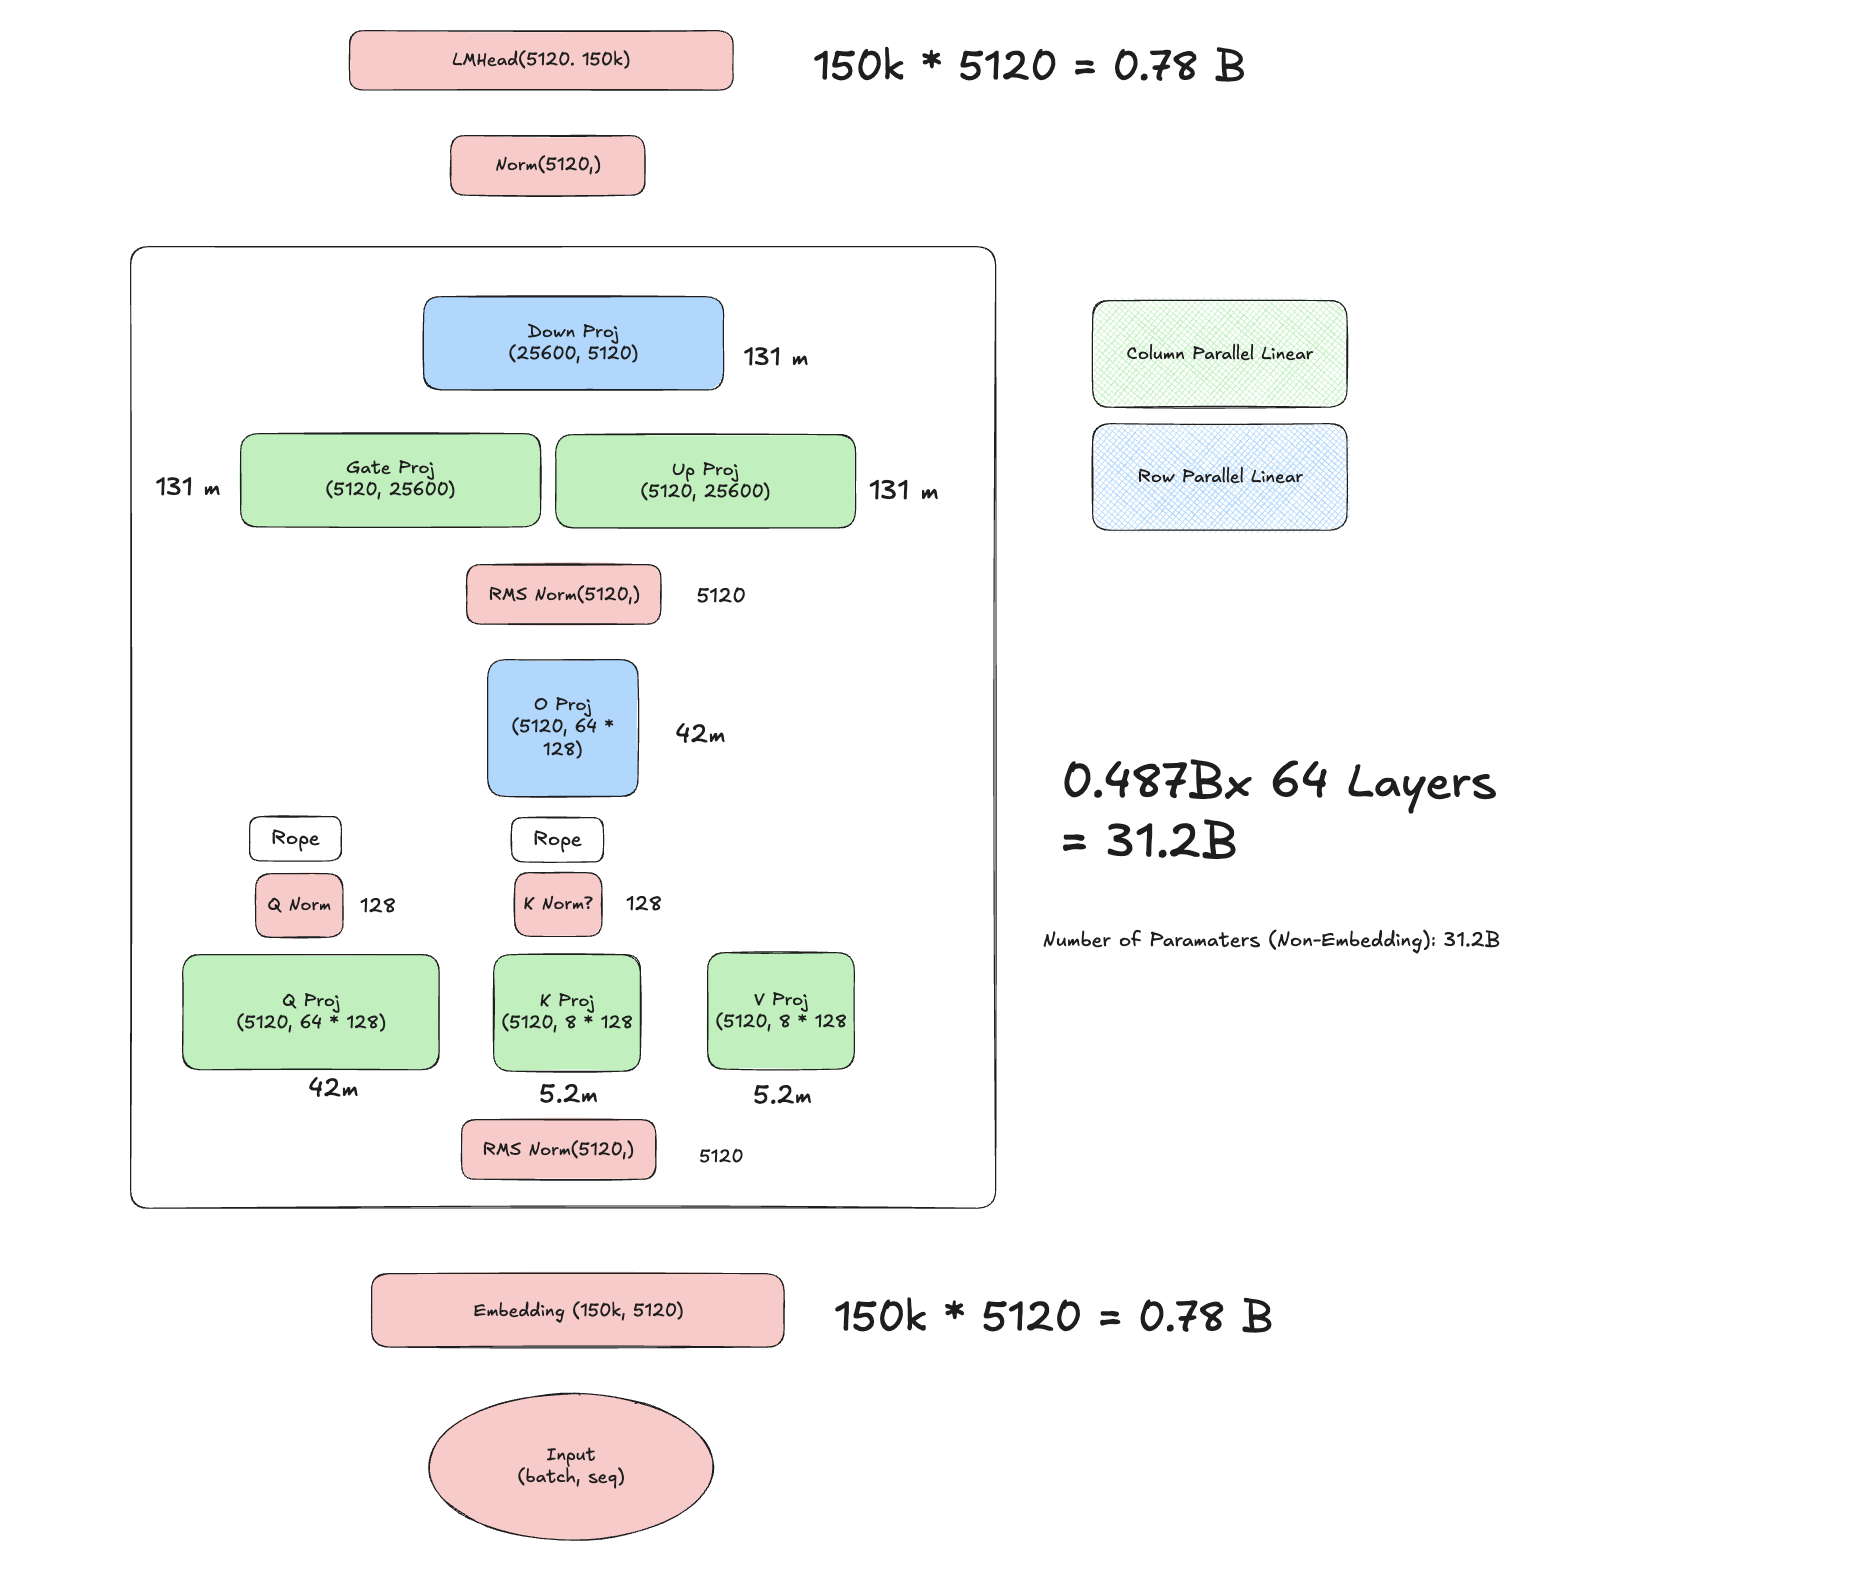 LMHead(5120. 150k)
150k * 5120 = 0.78 B
Norm(5120,)
Down Proj
(25600, 5120)
131 m
Column Parallel Linear
Row Parallel Linear
131 m
Gate Proj
(5120, 25600)
Up Proj
(5120, 25600)
131 m
RMS Norm(5120,)
5120
O Proj
(5120, 64 *
128)
42m
0.487Bx 64 Layers
= 31.2B
Rope
Rope
Q Norm
128
K Norm?
128
Number of Paramaters (Non-Embedding): 31.2B
Q Proj
(5120, 64 * 128)
K Proj
(5120, 8 * 128
V Proj
(5120, 8 * 128
42m
5.2m
5.2m
RMS Norm(5120,)
5120
Embedding (150k, 5120)
150k * 5120 = 0.78 B
Input
(batch, seq)